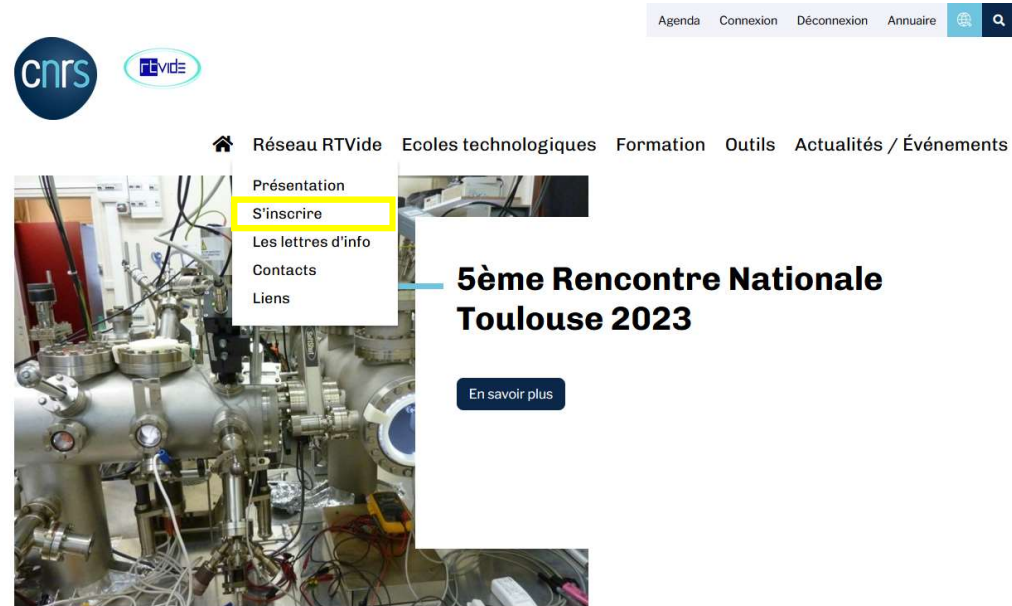 Agenda Connexion Déconnexion Annuaire
cnrs
rtvide
Réseau RTVide Ecoles technologiques Formation Outils Actualités / Événements
Présentation
S'inscrire
Les lettres d'info
Contacts
Liens
5ème Rencontre Nationale
Toulouse 2023
En savoir plus